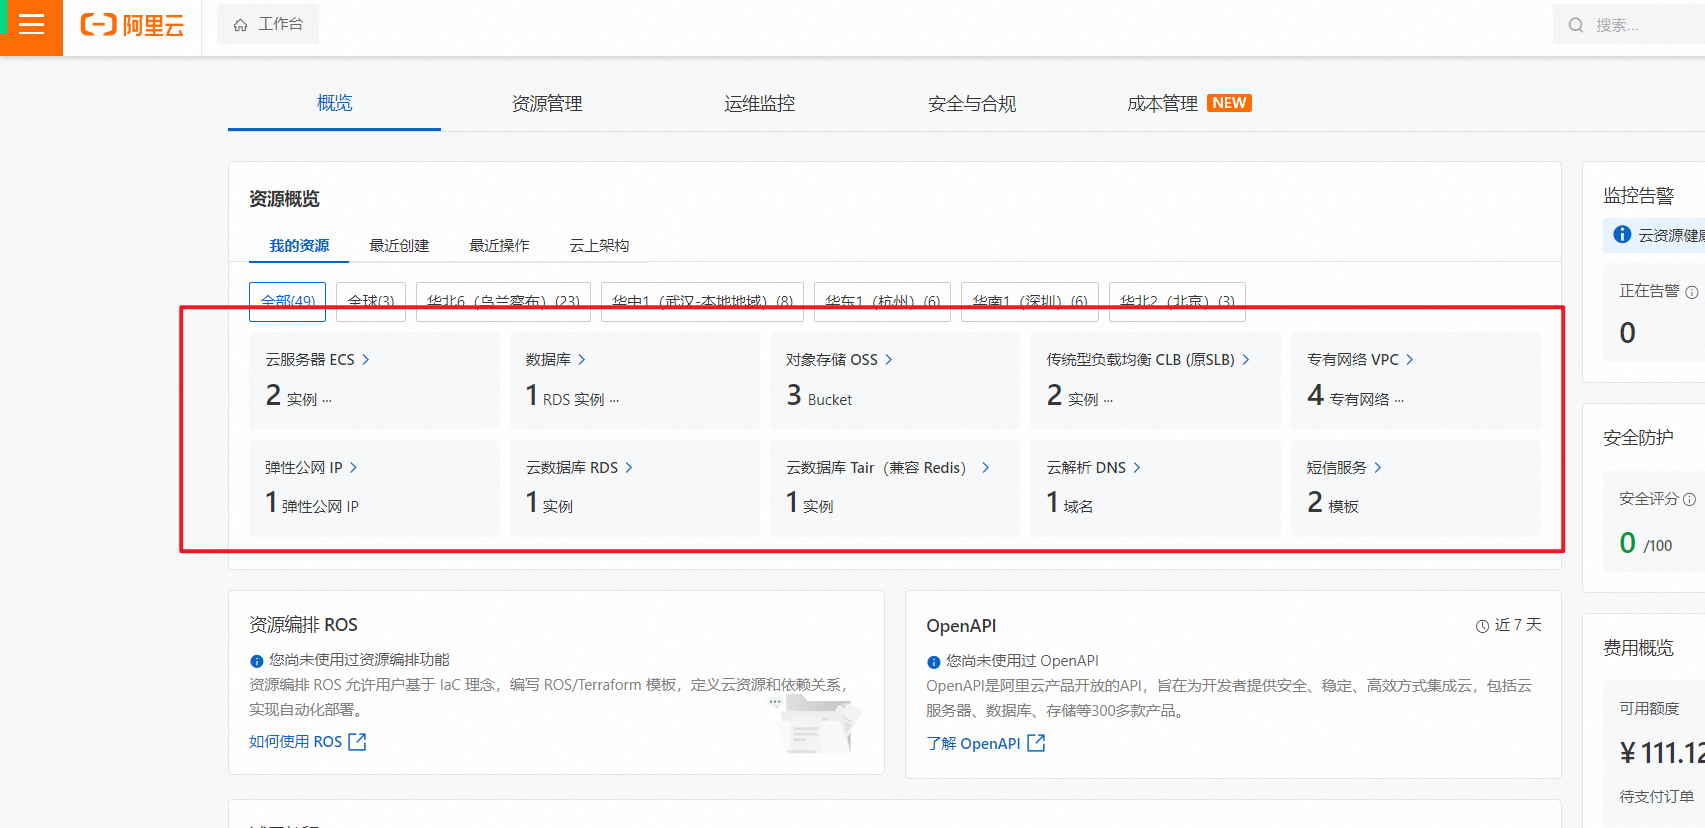 阿里云
工作台
搜索...
概览
资源管理
运维监控
安全与合规
成本管理 NEW
资源概览
我的资源
最近创建
最近操作
云上架构
全部(49)
全球(3)
华北6（乌兰察布）(23)
华中1（武汉-本地地域）(8)
华东1（杭州）(6)
华南1（深圳）(6)
华北2（北京）(3)
云服务器 ECS
2 实例 ...
数据库
1 RDS 实例 ...
对象存储 OSS
3 Bucket
传统型负载均衡 CLB (原SLB)
2 实例 ...
专有网络 VPC
4 专有网络 ...
弹性公网 IP
1 弹性公网 IP
云数据库 RDS
1 实例
云数据库 Tair（兼容 Redis）
1 实例
云解析 DNS
1 域名
短信服务
2 模板
资源编排 ROS
您尚未使用过资源编排功能
资源编排 ROS 允许用户基于 IaC 理念，编写 ROS/Terraform 模板，定义云资源和依赖关系，
实现自动化部署。
如何使用 ROS
OpenAPI
近 7 天
您尚未使用过 OpenAPI
OpenAPI是阿里云产品开放的API，旨在为开发者提供安全、稳定、高效方式集成云，包括云
服务器、数据库、存储等300多款产品。
了解 OpenAPI
监控告警
云资源健康
正在告警
0
安全防护
安全评分
0 /100
费用概览
可用额度
¥ 111.12
待支付订单